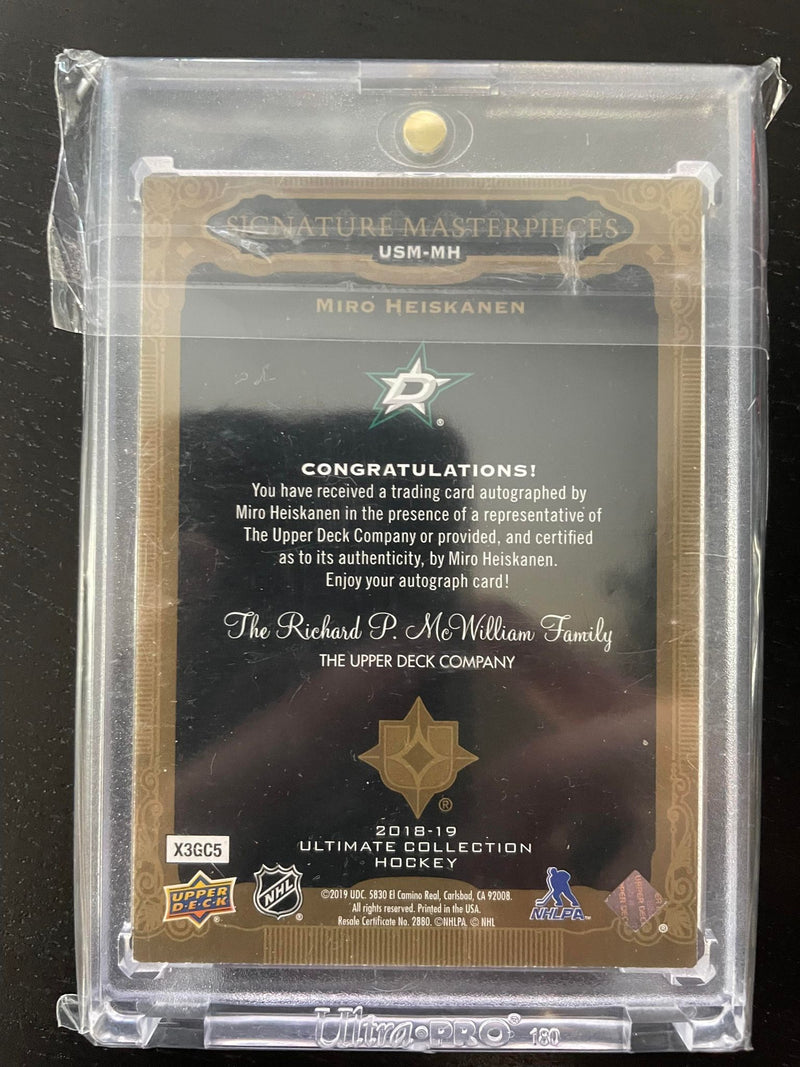 SIGNATURE MASTERPIECES
USM-MH
MIRO HEISKANEN
D
®
CONGRATULATIONS!
You have received a trading card autographed by
Miro Heiskanen in the presence of a representative of
The Upper Deck Company or provided, and certified
as to its authenticity, by Miro Heiskanen.
Enjoy your autograph card!
The Richard P. McWilliam Family
THE UPPER DECK COMPANY
®
2018-19
ULTIMATE COLLECTION
HOCKEY
X3GC5
UPPER
DECK
®
NHL
®
©2019 UDC. 5830 El Camino Real, Carlsbad, CA 92008.
All rights reserved. Printed in the USA.
Resale Certificate No. 2880. ©NHLPA. © NHL
NHLPA™
®
Ultra•PRO® 180